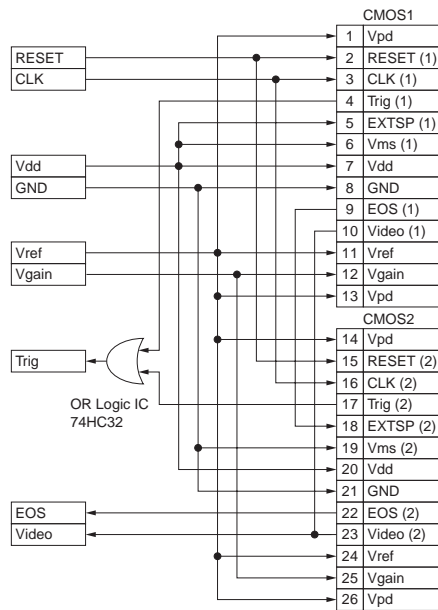 CMOS1
1 Vpd
RESET 2 RESET (1)
CLK 3 CLK (1)
4 Trig (1)
5 EXTSP (1)
6 Vms (1)
Vdd 7 Vdd
GND 8 GND
9 EOS (1)
10 Video (1)
Vref 11 Vref
Vgain 12 Vgain
13 Vpd
CMOS2
14 Vpd
Trig 15 RESET (2)
16 CLK (2)
OR Logic IC 17 Trig (2)
74HC32 18 EXTSP (2)
19 Vms (2)
20 Vdd
21 GND
EOS 22 EOS (2)
Video 23 Video (2)
24 Vref
25 Vgain
26 Vpd